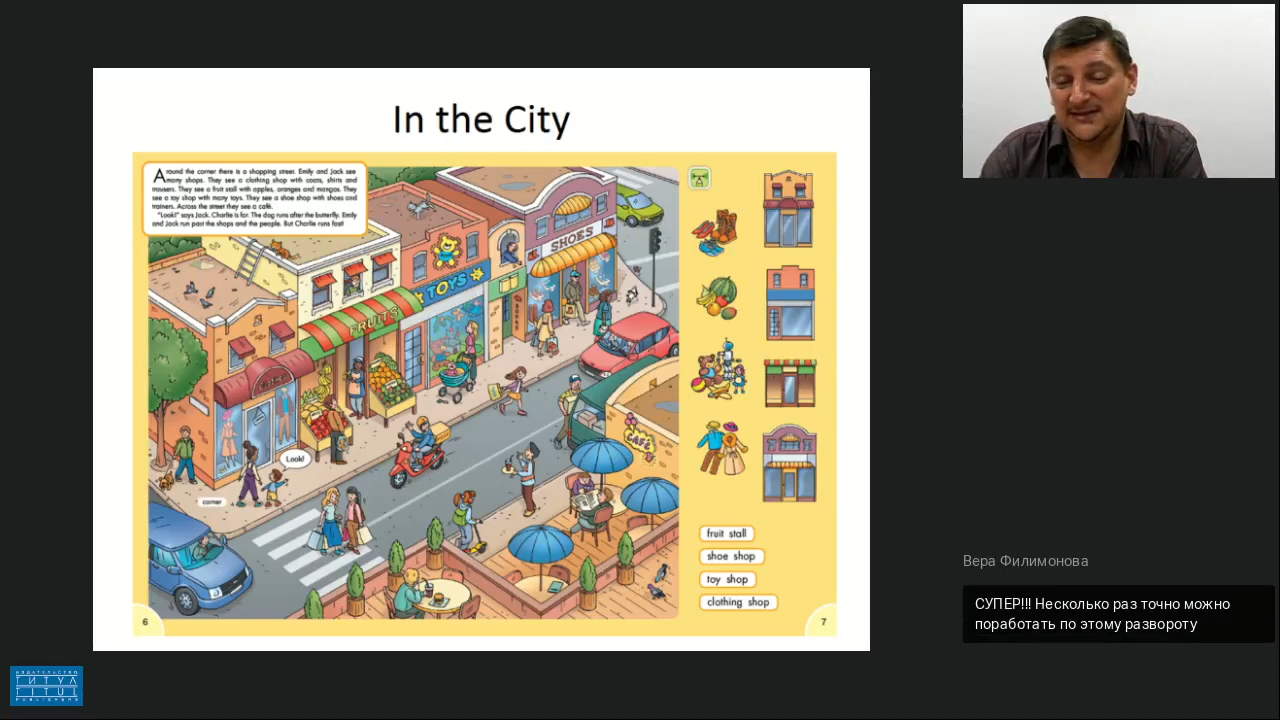 In the City
Around the corner there is a shopping street. Emily and Jack see
many shops. They see a clothing shop with coats, shirts and
trousers. They see a fruit stall with apples, oranges and mangos. They
see a toy shop with many toys. They see a shoe shop with shoes and
trainers. Across the street they see a café.
"Look!" says Jack. Charlie is far. The dog runs after the butterfly. Emily
and Jack run past the shops and the people. But Charlie runs fast!
SHOES
TOYS
FRUITS
CAFÉ
Look!
corner
fruit stall
shoe shop
toy shop
clothing shop
6
7
Вера Филимонова
СУПЕР!!! Несколько раз точно можно
поработать по этому развороту
ИЗДАТЕЛЬСТВО
ТИТУЛ
TITUL
PUBLISHERS